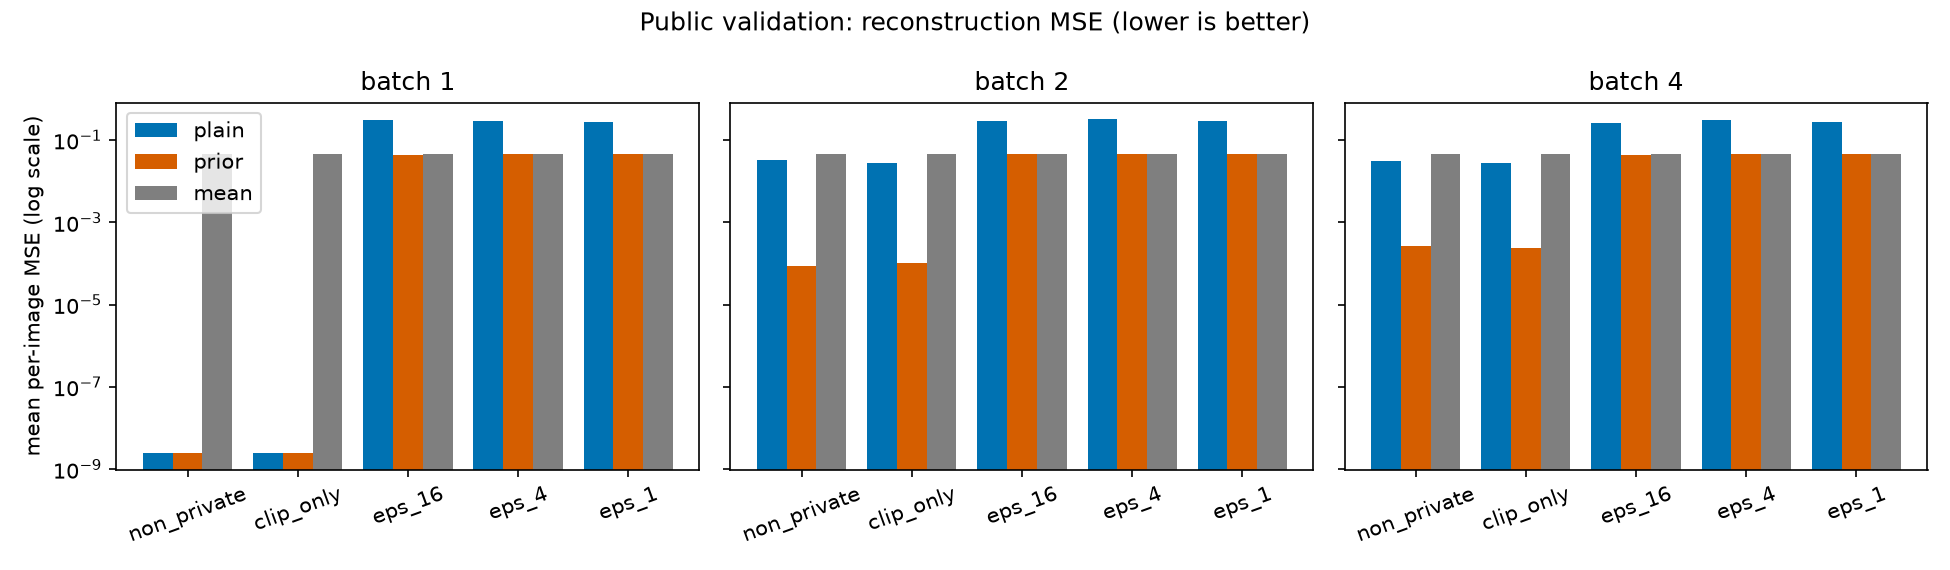 Public validation: reconstruction MSE (lower is better)
batch 1
batch 2
batch 4
mean per-image MSE (log scale)
10⁻¹
10⁻³
10⁻⁵
10⁻⁷
10⁻⁹
plain
prior
mean
non_private
clip_only
eps_16
eps_4
eps_1
non_private
clip_only
eps_16
eps_4
eps_1
non_private
clip_only
eps_16
eps_4
eps_1